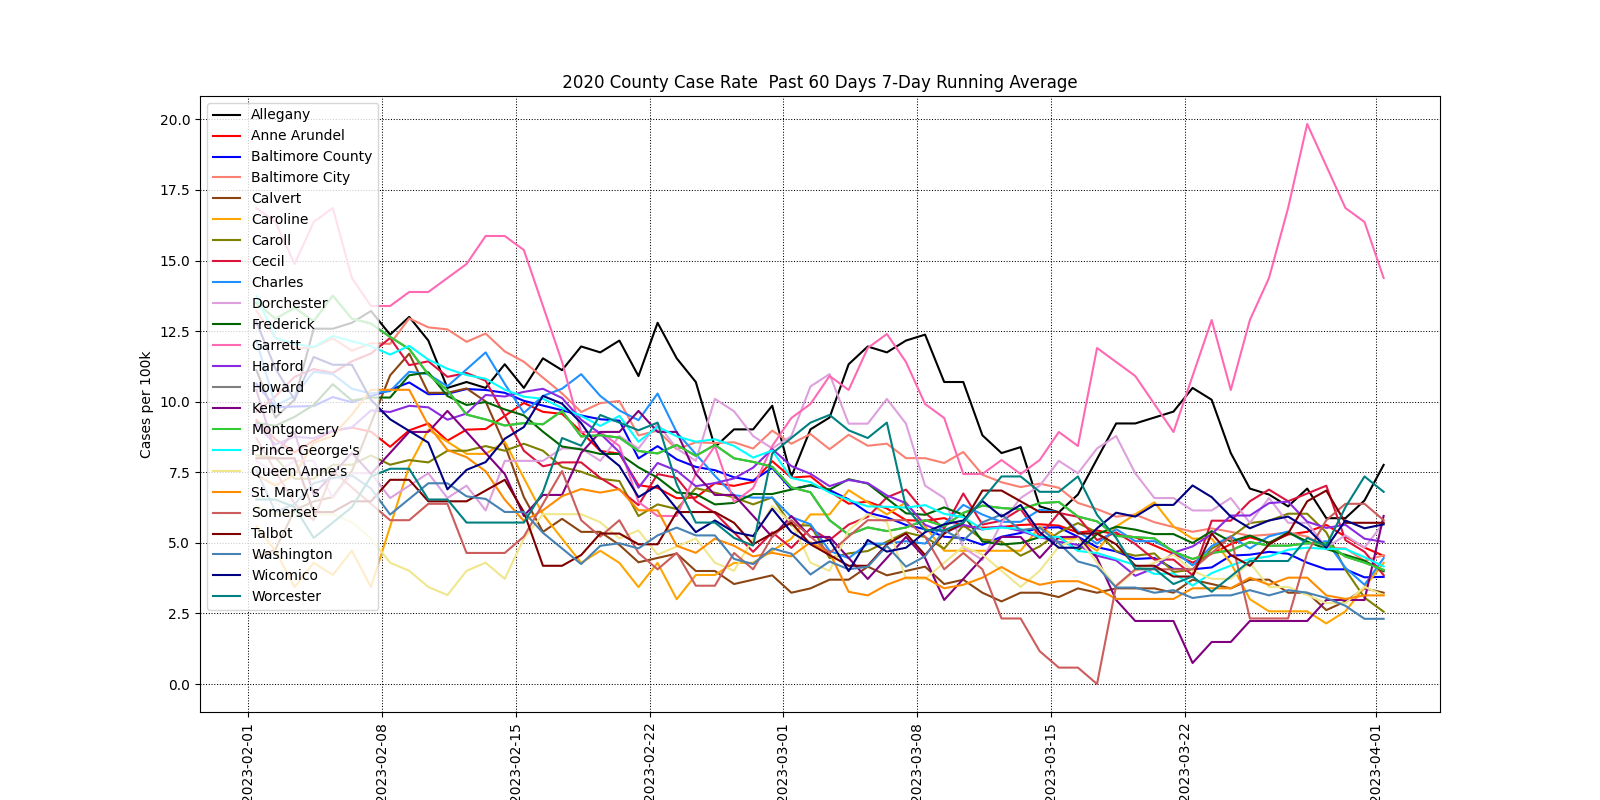 2020 County Case Rate  Past 60 Days 7-Day Running Average
Cases per 100k
20.0
17.5
15.0
12.5
10.0
7.5
5.0
2.5
0.0
Allegany
Anne Arundel
Baltimore County
Baltimore City
Calvert
Caroline
Caroll
Cecil
Charles
Dorchester
Frederick
Garrett
Harford
Howard
Kent
Montgomery
Prince George's
Queen Anne's
St. Mary's
Somerset
Talbot
Washington
Wicomico
Worcester
2023-02-01
2023-02-08
2023-02-15
2023-02-22
2023-03-01
2023-03-08
2023-03-15
2023-03-22
2023-04-01